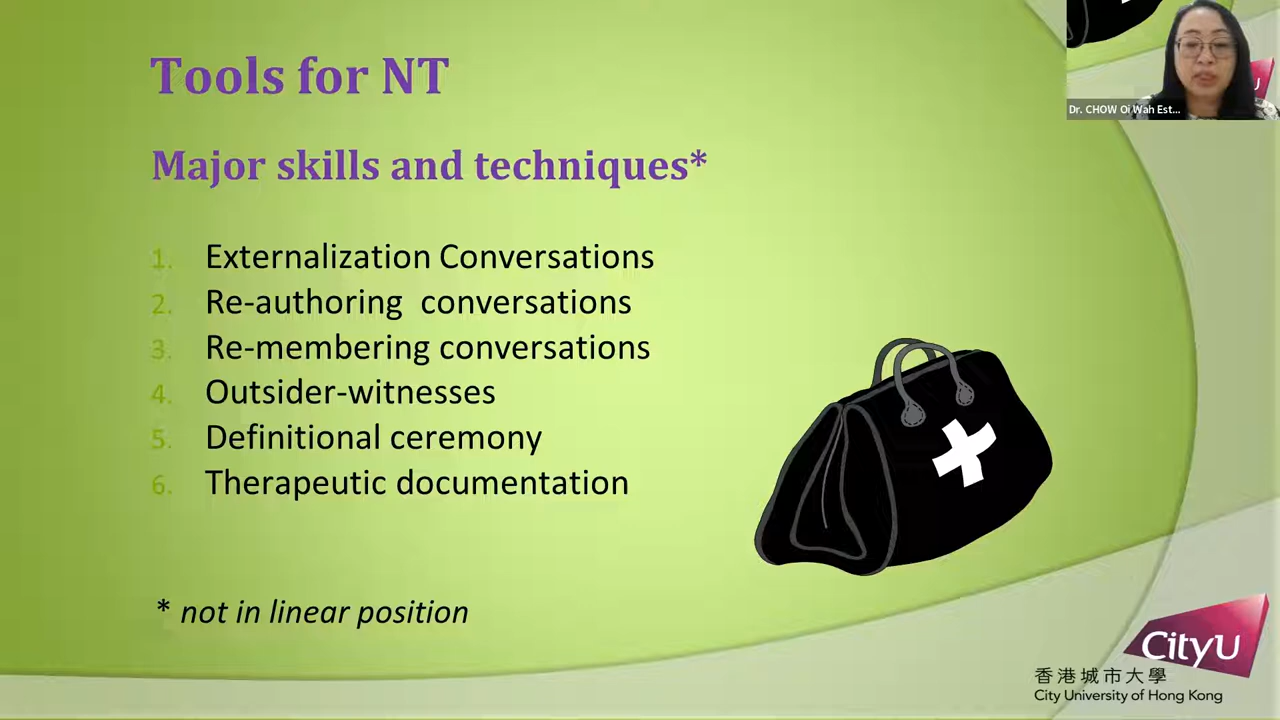 Tools for NT
Dr. CHOW Oi Wah Est...
Major skills and techniques*
1. Externalization Conversations
2. Re-authoring conversations
3. Re-membering conversations
4. Outsider-witnesses
5. Definitional ceremony
6. Therapeutic documentation
* not in linear position
CityU
香港城市大學
City University of Hong Kong